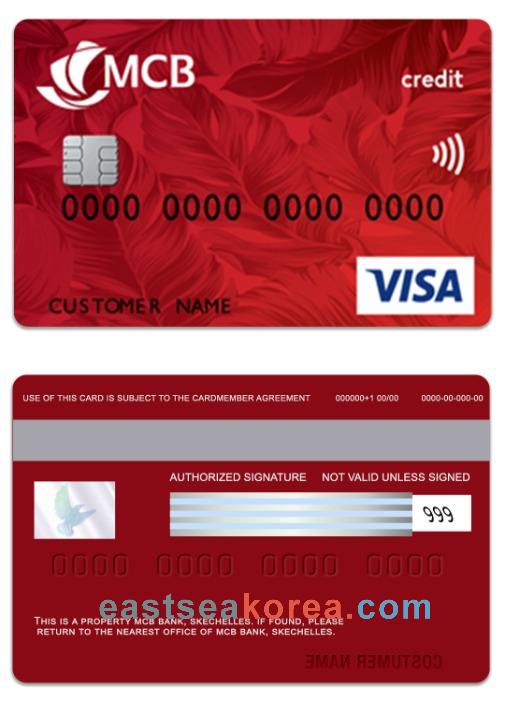 MCB
credit
0000 0000 0000 0000
VISA
CUSTOMER NAME
USE OF THIS CARD IS SUBJECT TO THE CARDMEMBER AGREEMENT 000000+1 00/00 0000-00-000-00
AUTHORIZED SIGNATURE NOT VALID UNLESS SIGNED
999
0000 0000 0000 0000
eastseakorea.com
THIS IS A PROPERTY MCB BANK, SKECHELLES. IF FOUND, PLEASE
RETURN TO THE NEAREST OFFICE OF MCB BANK, SKECHELLES.
COSTUMER NAME